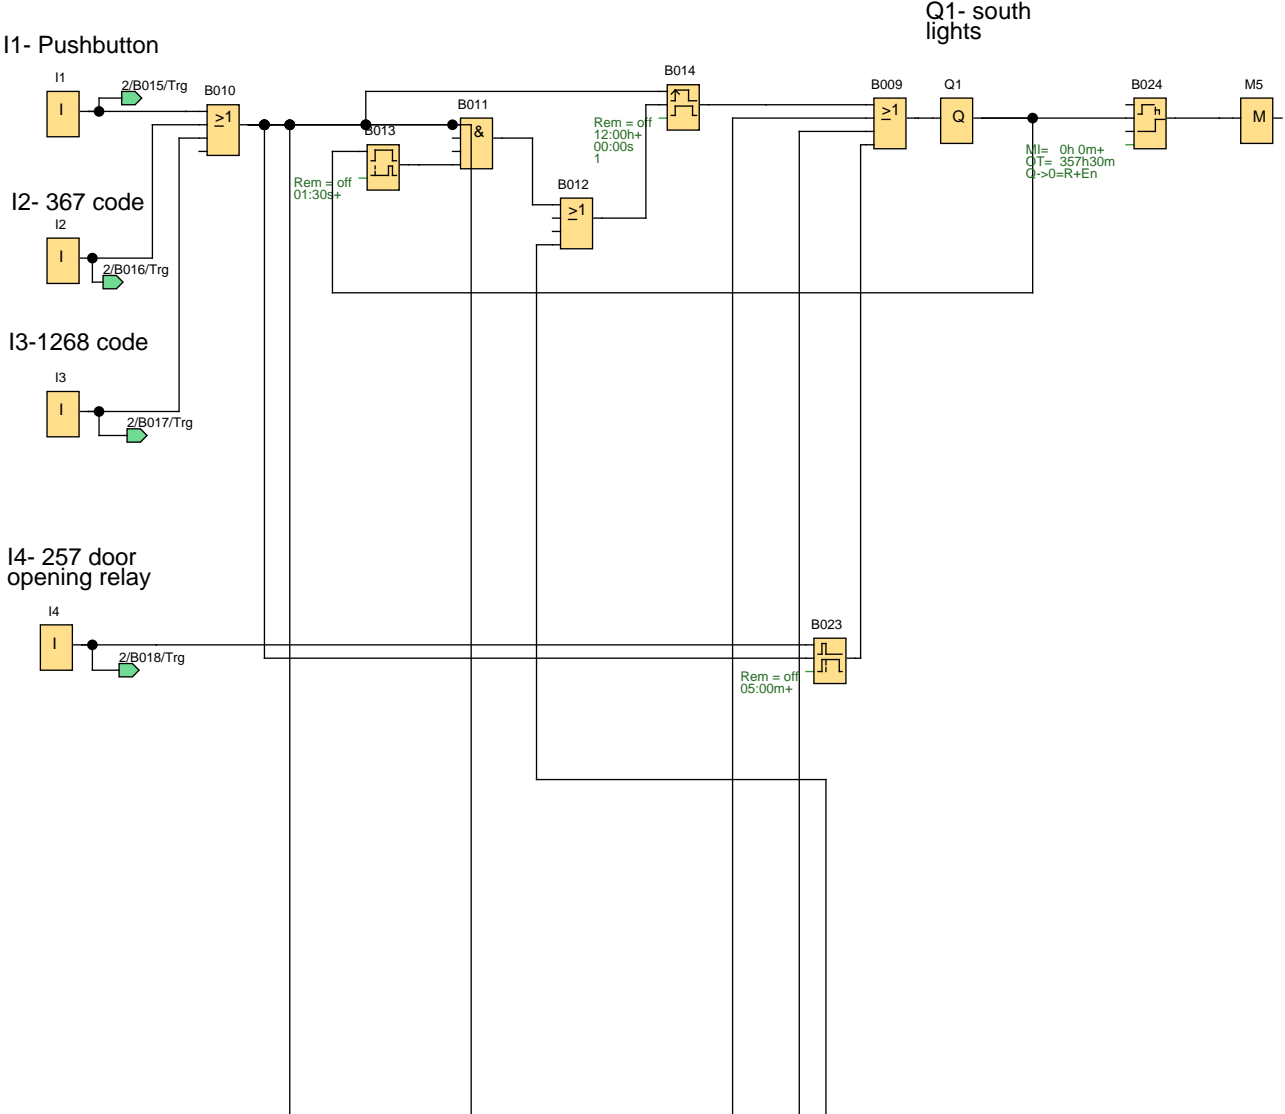 Q1- south
lights
I1- Pushbutton
I1
I
2/B015/Trg
B010
≥1
B011
&
B013
Rem = off
01:30s+
B014
Rem = off
12:00h+
00:00s
1
B012
≥1
B009
≥1
Q1
Q
B024
h
MI=   0h 0m+
OT=  357h30m
Q->0=R+En
M5
M
I2- 367 code
I2
I
2/B016/Trg
I3-1268 code
I3
I
2/B017/Trg
I4- 257 door
opening relay
I4
I
2/B018/Trg
B023
Rem = off
05:00m+